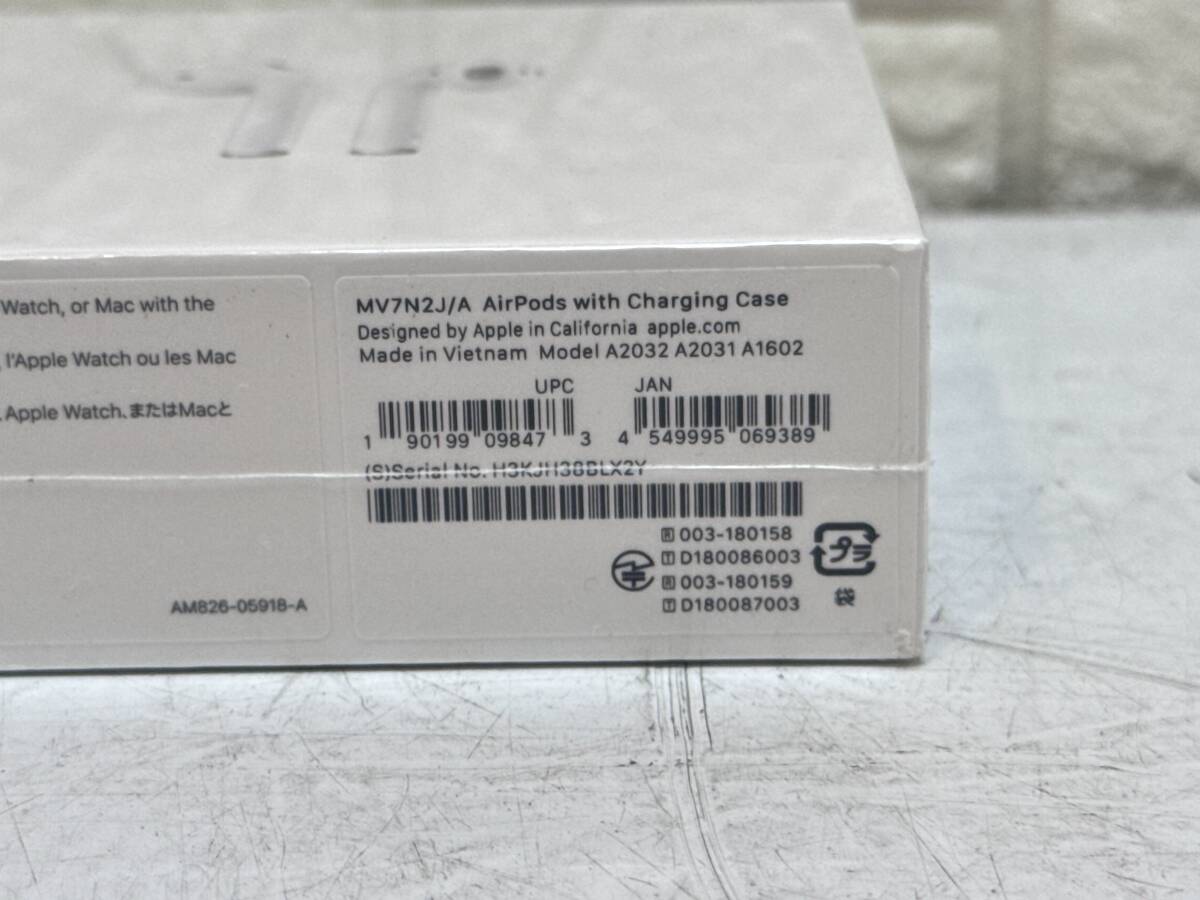 Watch, or Mac with the
, l'Apple Watch ou les Mac
Apple Watch、またはMacと
AM826-05918-A
MV7N2J/A AirPods with Charging Case
Designed by Apple in California apple.com
Made in Vietnam Model A2032 A2031 A1602
UPC JAN
1 90199 09847 3 4 549995 069389
(S)Serial No. H3KJH38BLX2Y
R 003-180158
T D180086003
R 003-180159
T D180087003
プラ
袋